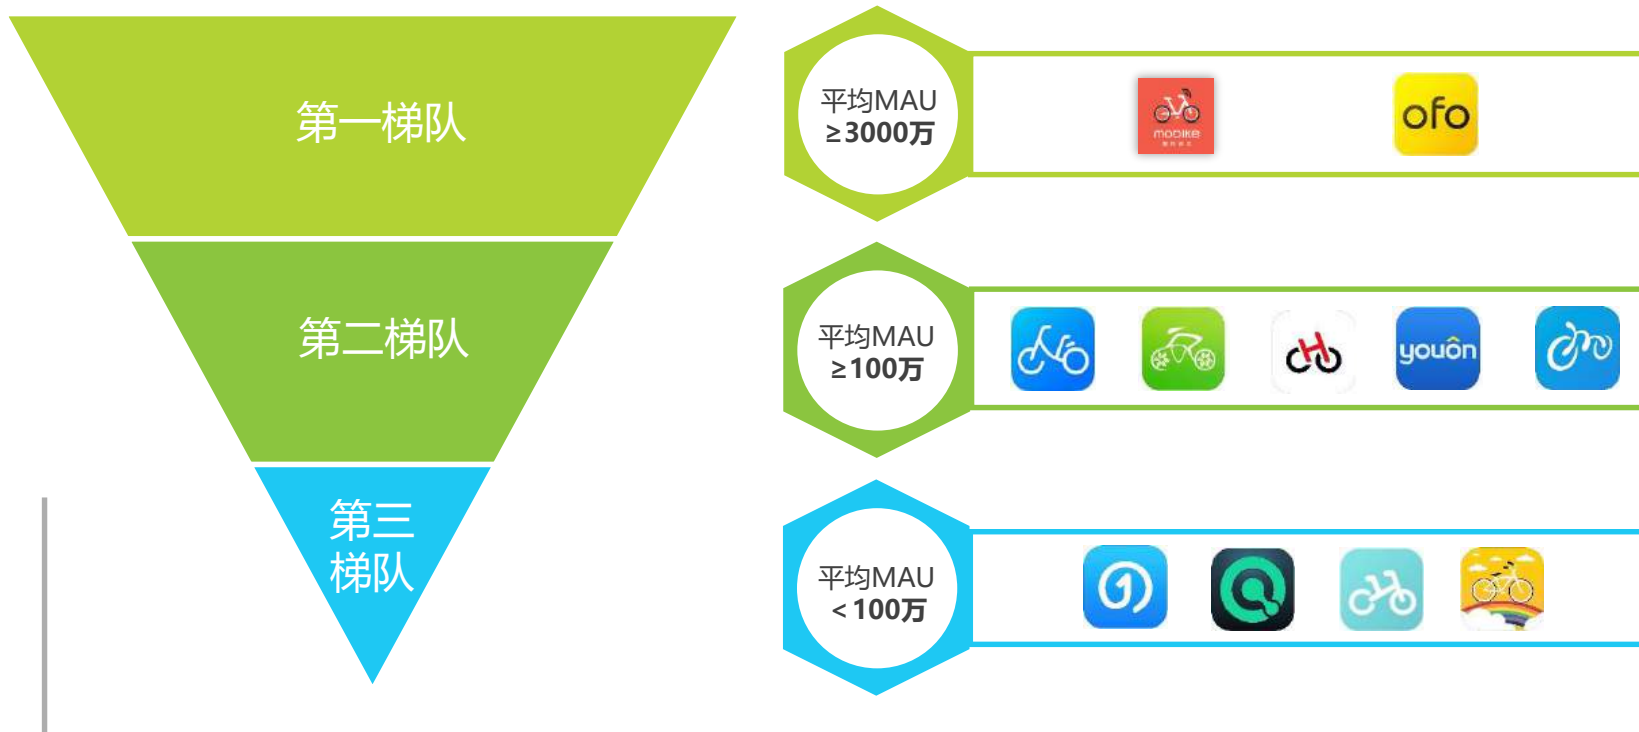 第一梯队
平均MAU
≥3000万
mobike
ofo
第二梯队
平均MAU
≥100万
youôn
第三
梯队
平均MAU
<100万